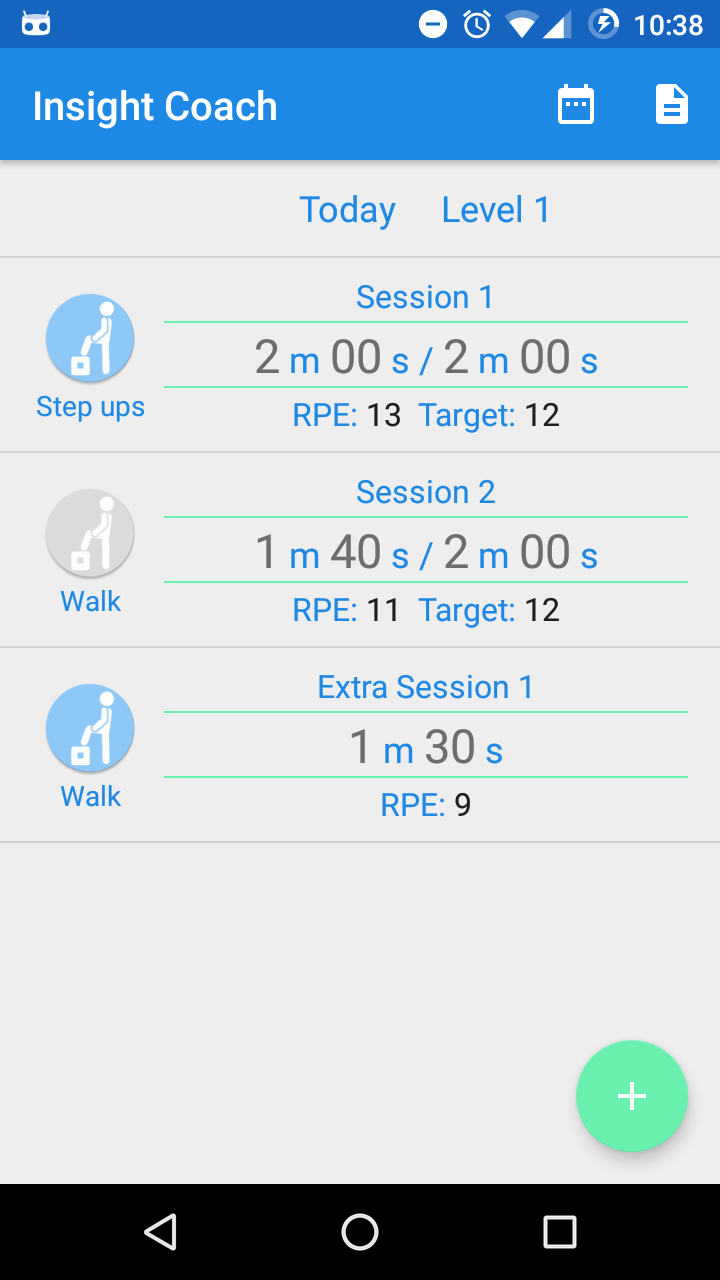 10:38
Insight Coach
Today Level 1
Session 1
2 m 00 s / 2 m 00 s
Step ups
RPE: 13 Target: 12
Session 2
1 m 40 s / 2 m 00 s
Walk
RPE: 11 Target: 12
Extra Session 1
1 m 30 s
Walk
RPE: 9
+